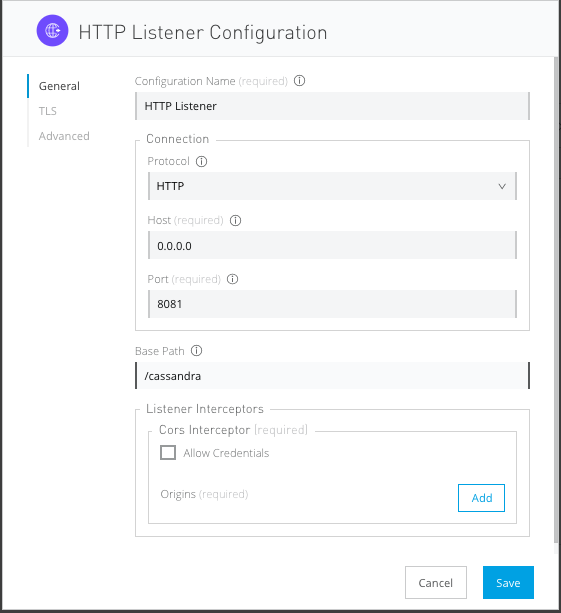 HTTP Listener Configuration
General
TLS
Advanced
Configuration Name (required)
HTTP Listener
Connection
Protocol
HTTP
Host (required)
0.0.0.0
Port (required)
8081
Base Path
/cassandra
Listener Interceptors
Cors Interceptor (required)
Allow Credentials
Origins (required)
Add
Cancel
Save